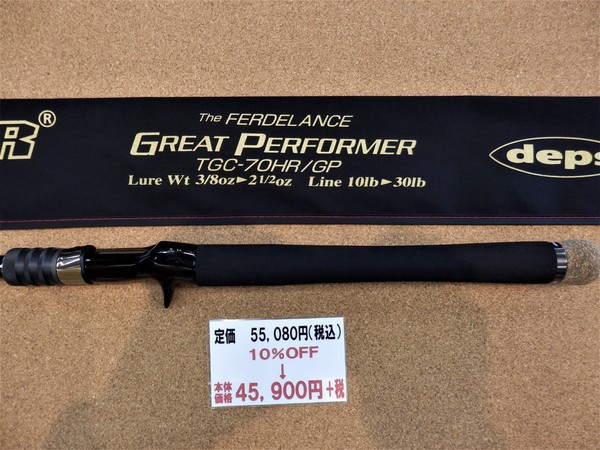 R®
The FERDELANCE
GREAT PERFORMER
TGC-70HR/GP
Lure Wt 3/8oz►2 1/2oz Line 10lb►30lb
deps
定価 55,080円(税込)
10%OFF
↓
本体価格 45,900円+税